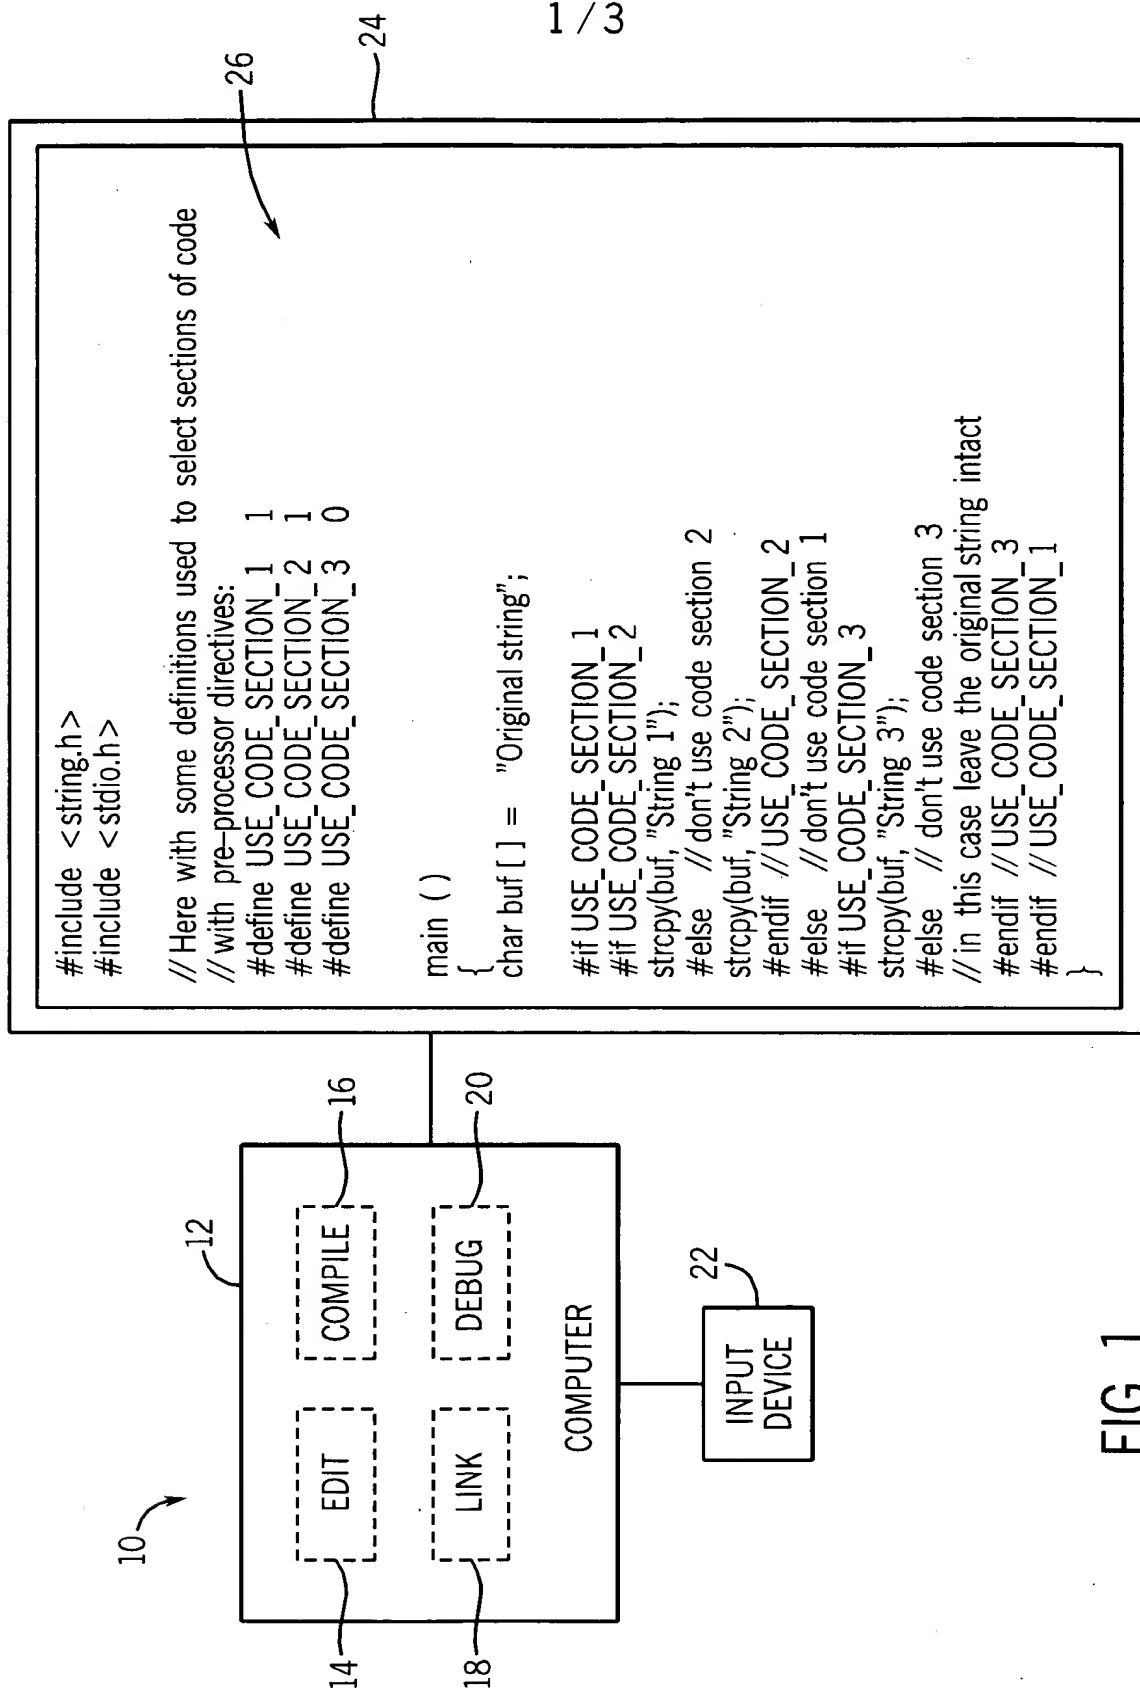 1/3
24
26
#include <string.h>
#include <stdio.h>
//Here with some definitions used to select sections of code
//with pre-processor directives:
#define USE_CODE_SECTION_1 1
#define USE_CODE_SECTION_2 1
#define USE_CODE_SECTION_3 0
main ()
{
char buf[] = "Original string";
#if USE_CODE_SECTION_1
#if USE_CODE_SECTION_2
strcpy(buf, "String 1");
#else //don't use code section 2
strcpy(buf, "String 2");
#endif //USE_CODE_SECTION_2
#else //don't use code section 1
#if USE_CODE_SECTION_3
strcpy(buf, "String 3");
#else // don't use code section 3
//in this case leave the original string intact
#endif //USE_CODE_SECTION_3
#endif //USE_CODE_SECTION_1
}
10
12
14
EDIT
COMPILE
16
18
LINK
DEBUG
20
COMPUTER
INPUT
DEVICE
22
FIG. 1